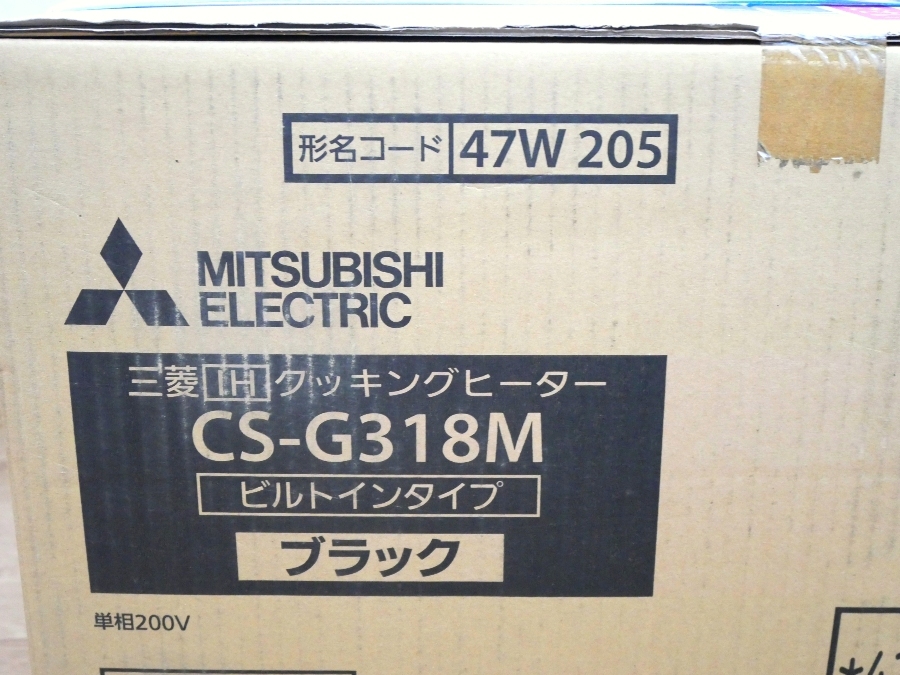 形名コード 47W 205
MITSUBISHI
ELECTRIC
三菱IHクッキングヒーター
CS-G318M
ビルトインタイプ
ブラック
単相200V